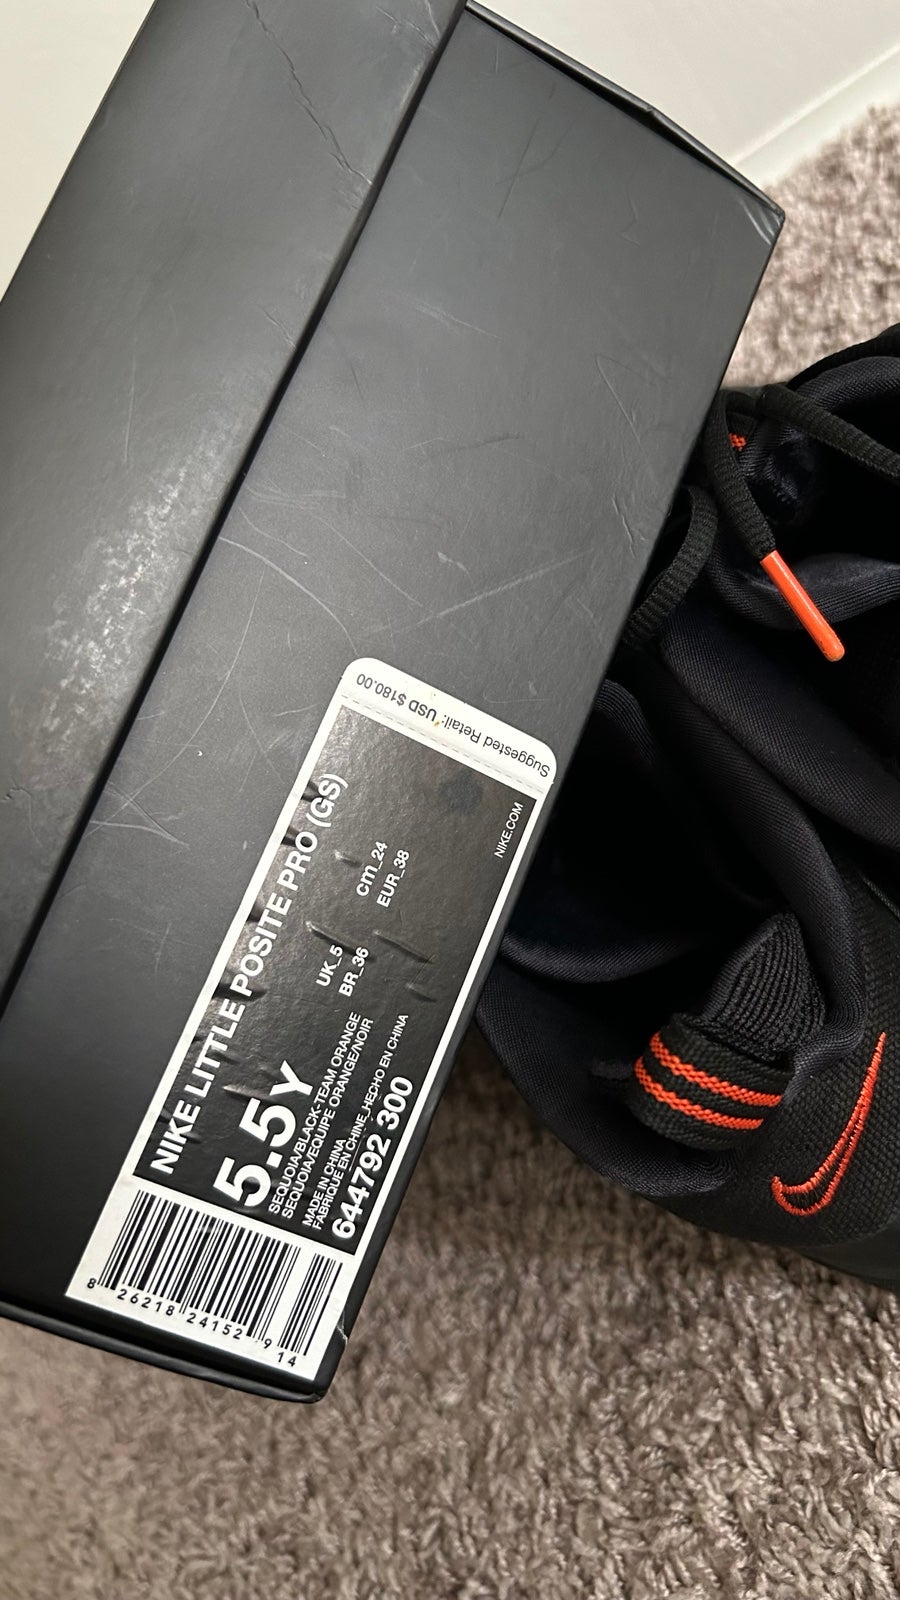 Suggested Retail: USD $180.00
NIKE LITTLE POSITE PRO (GS)
5.5Y
UK_5
cm_24
BR_36
EUR_38
NIKE.COM
SEQUOIA/BLACK-TEAM ORANGE
SEQUOIA/EQUIPE ORANGE/NOIR
MADE IN CHINA
FABRIQUE EN CHINE_HECHO EN CHINA
644792 300
8 26218 24152 9
14